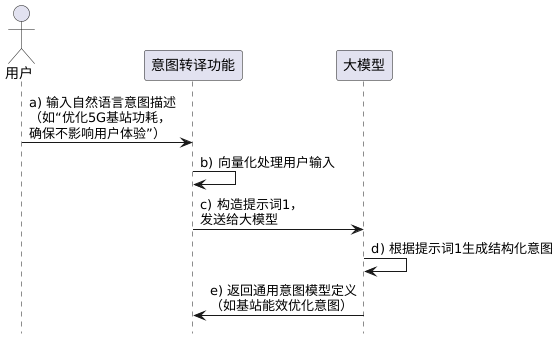 用户
意图转译功能
大模型
a) 输入自然语言意图描述
（如“优化5G基站功耗，
确保不影响用户体验”）
b) 向量化处理用户输入
c) 构造提示词1，
发送给大模型
d) 根据提示词1生成结构化意图
e) 返回通用意图模型定义
（如基站能效优化意图）